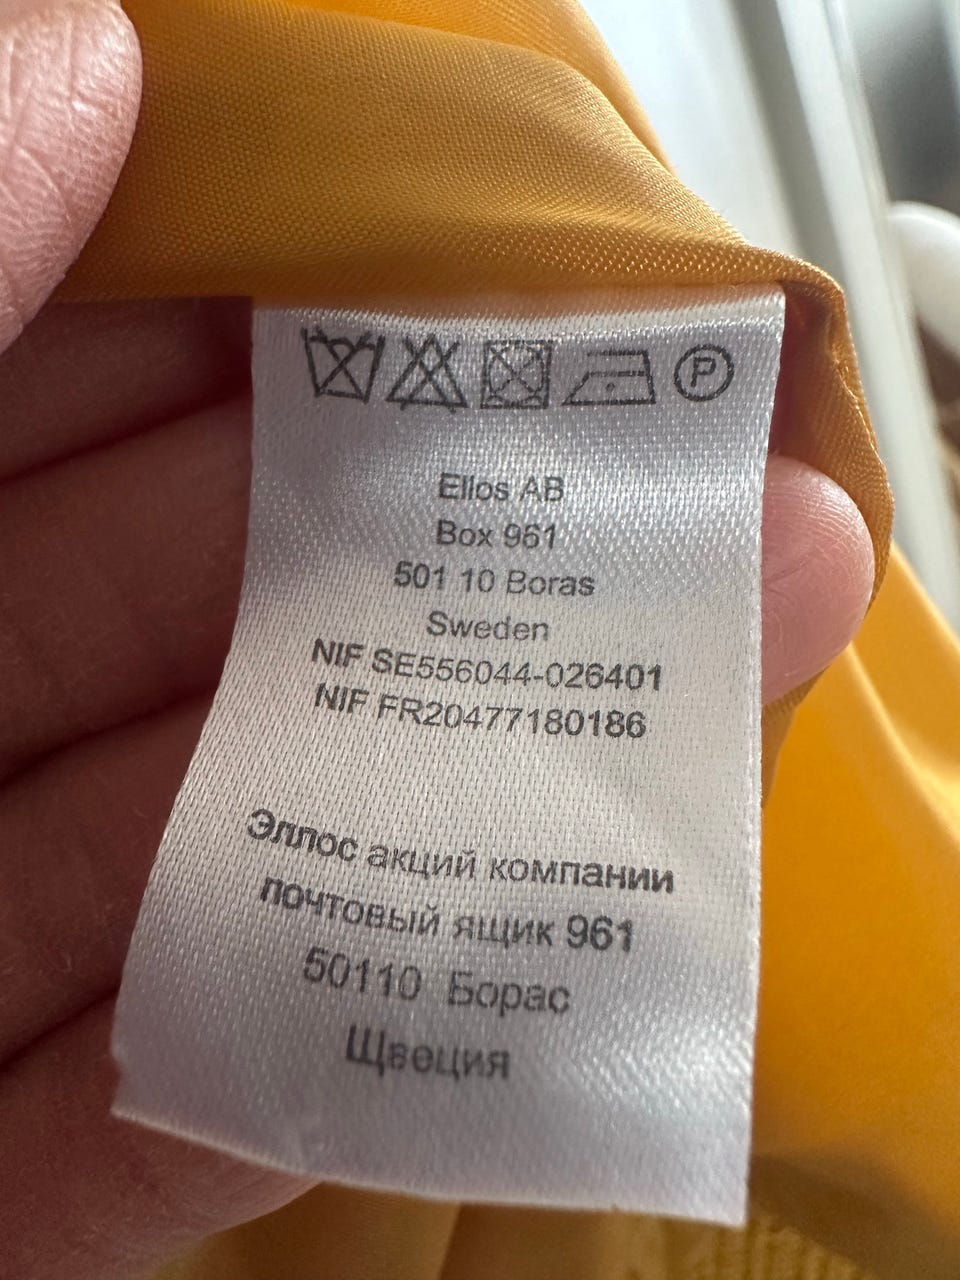 P
Ellos AB
Box 961
501 10 Boras
Sweden
NIF SE556044-026401
NIF FR20477180186
Эллос акций компании
почтовый ящик 961
50110 Борас
Щвеция